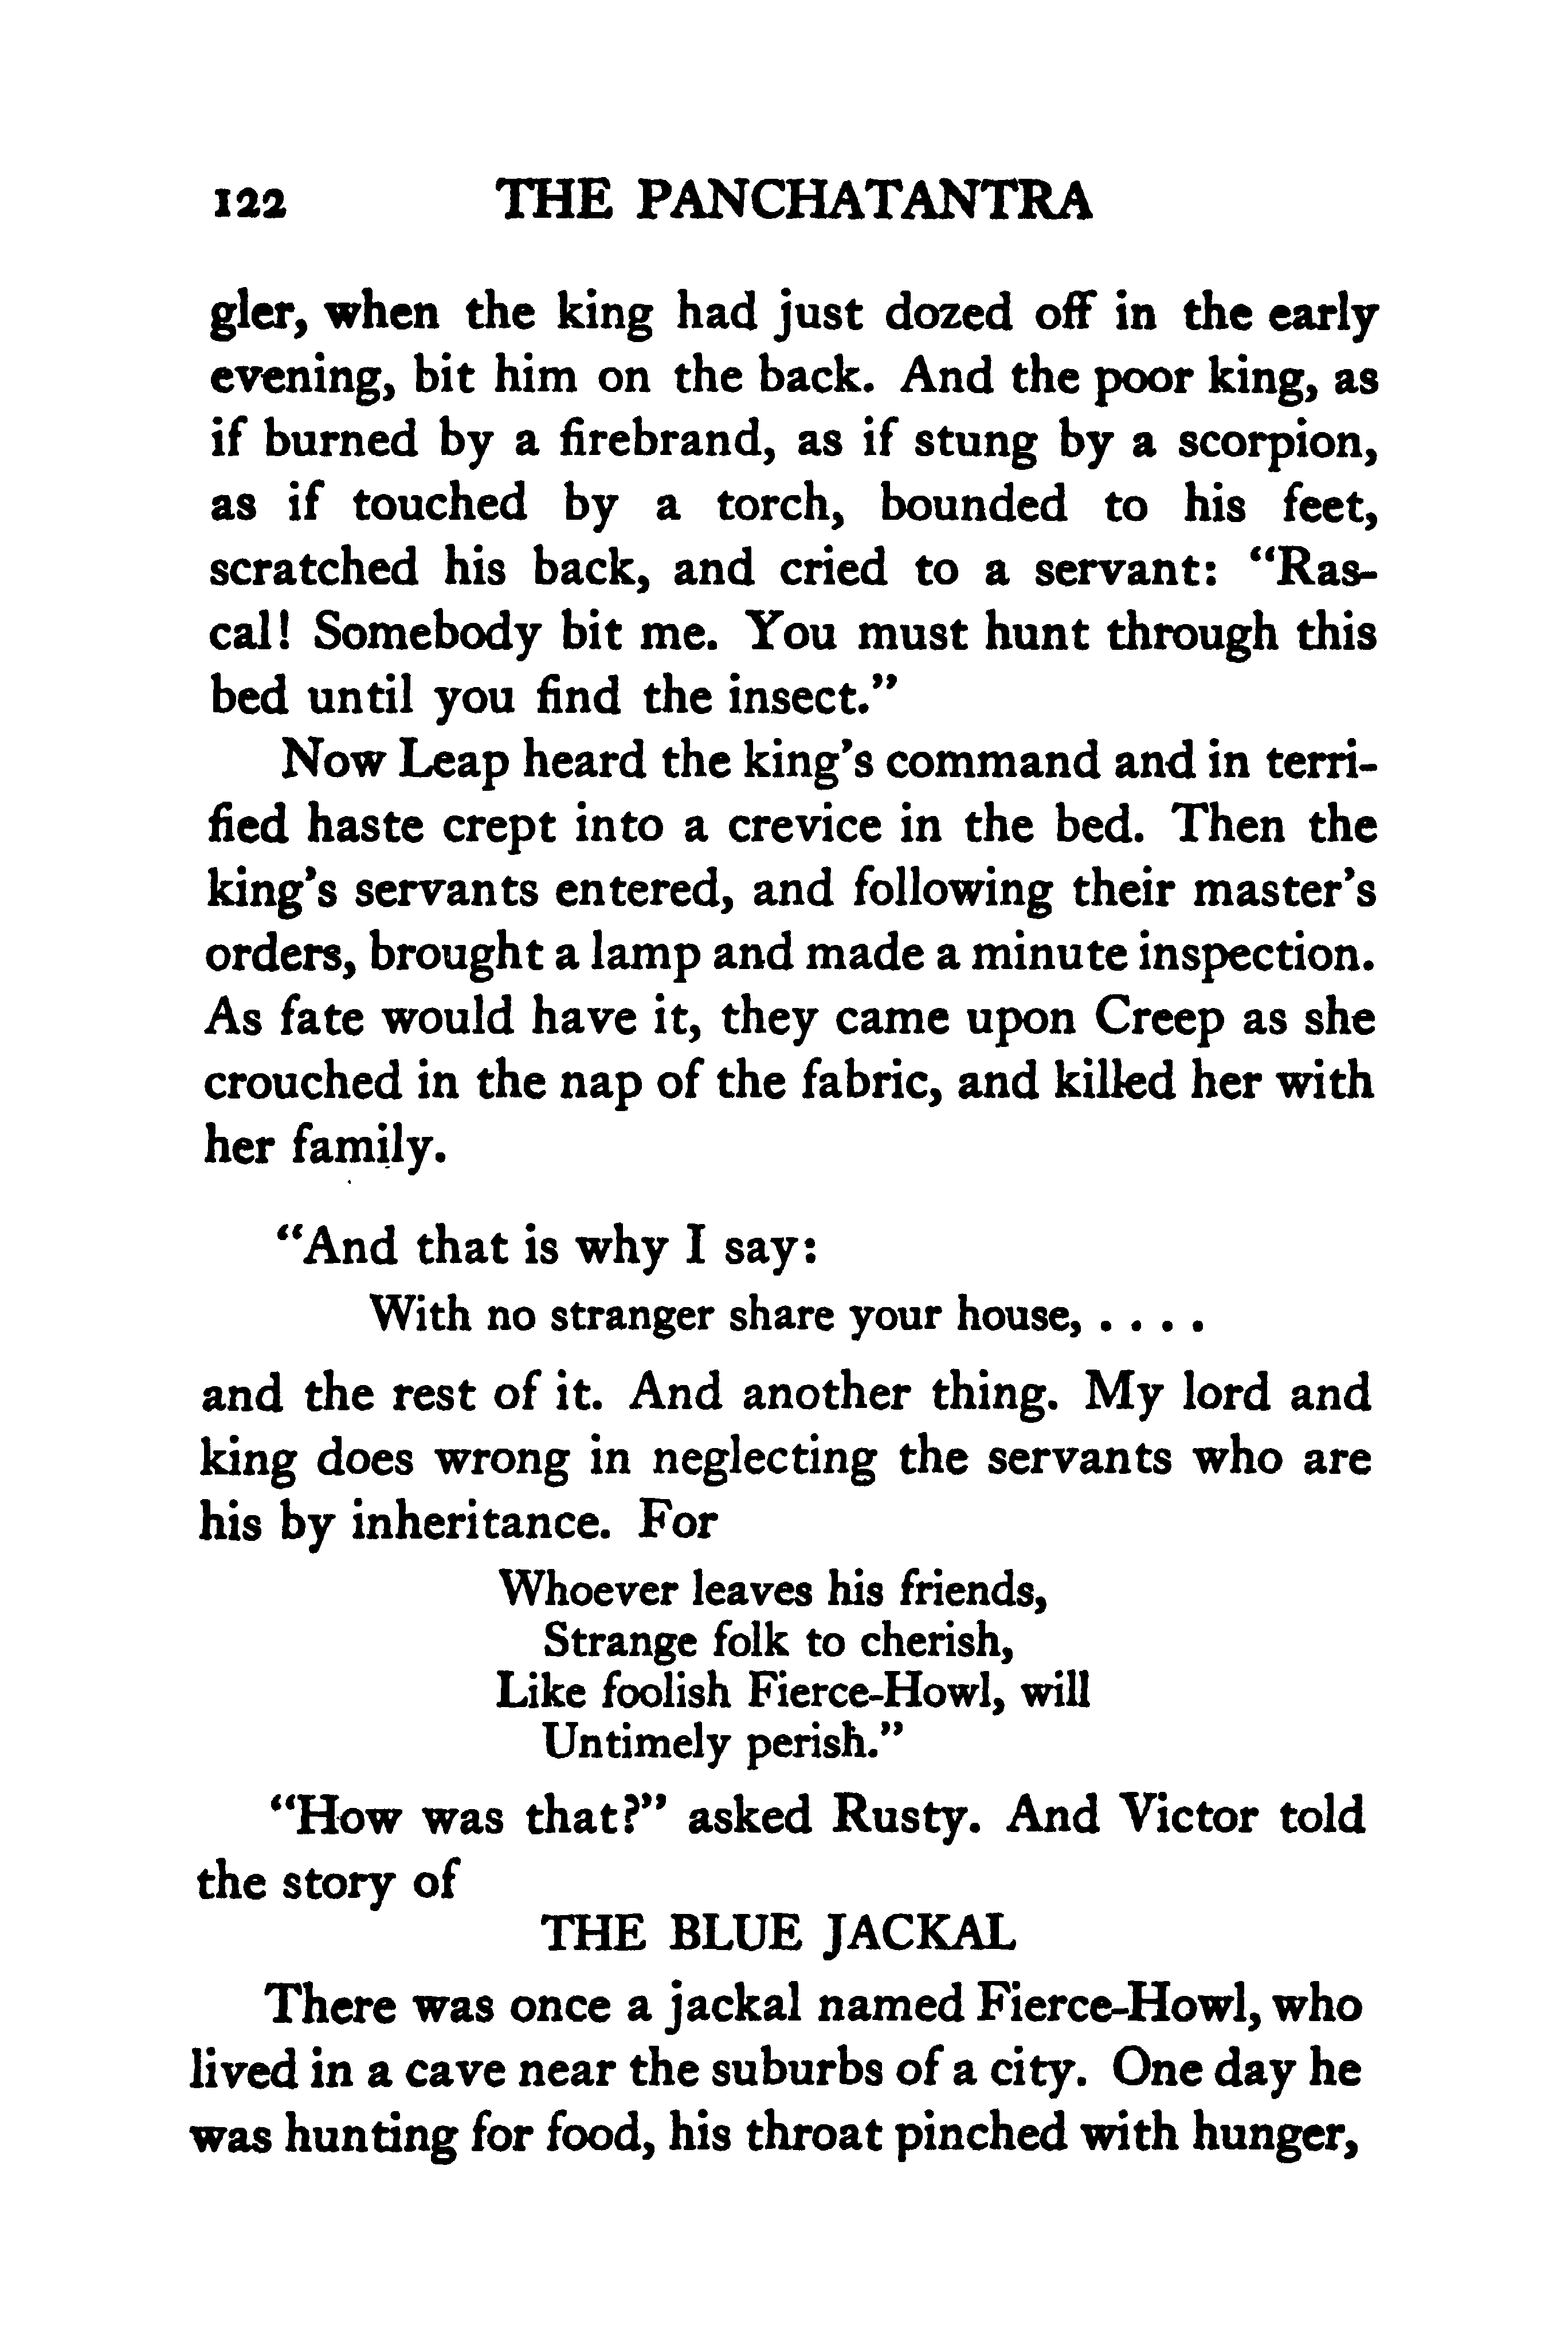 122 THE PANCHATANTRA
gler, when the king had just dozed off in the early
evening, bit him on the back. And the poor king, as
if burned by a firebrand, as if stung by a scorpion,
as if touched by a torch, bounded to his feet,
scratched his back, and cried to a servant: “Ras-
cal! Somebody bit me. You must hunt through this
bed until you find the insect.”
Now Leap heard the king’s command and in terri-
fied haste crept into a crevice in the bed. Then the
king’s servants entered, and following their master’s
orders, brought a lamp and made a minute inspection.
As fate would have it, they came upon Creep as she
crouched in the nap of the fabric, and killed her with
her family.
“And that is why I say:
With no stranger share your house, . . . .
and the rest of it. And another thing. My lord and
king does wrong in neglecting the servants who are
his by inheritance. For
Whoever leaves his friends,
Strange folk to cherish,
Like foolish Fierce-Howl, will
Untimely perish.”
“How was that?” asked Rusty. And Victor told
the story of
THE BLUE JACKAL
There was once a jackal named Fierce-Howl, who
lived in a cave near the suburbs of a city. One day he
was hunting for food, his throat pinched with hunger,